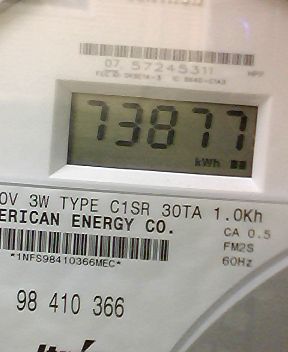 07 57245311
73877
kWh
0V 3W TYPE C1SR 30TA 1.0Kh
ERICAN ENERGY CO.
CA 0.5
FM2S
60Hz
*1NFS98410366MEC*
98 410 366